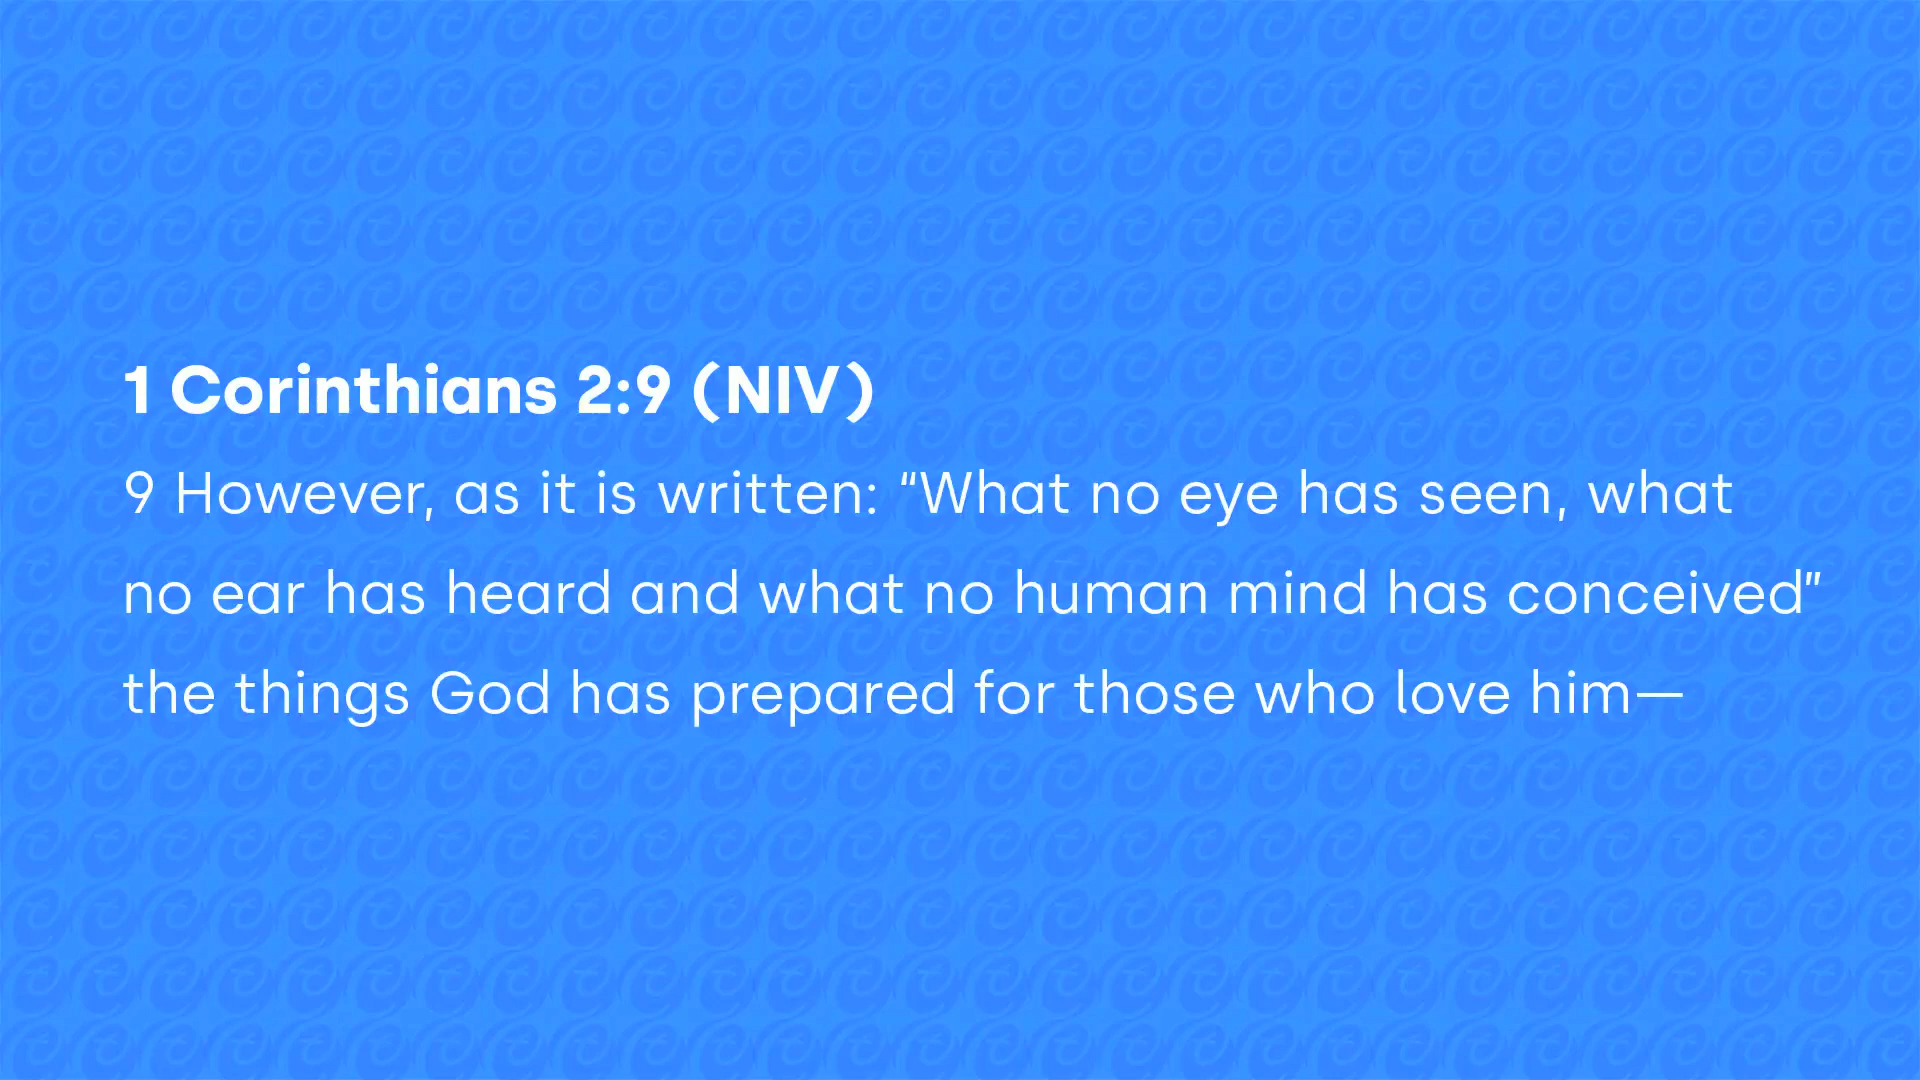 1 Corinthians 2:9 (NIV)
9 However, as it is written: “What no eye has seen, what
no ear has heard and what no human mind has conceived”
the things God has prepared for those who love him—